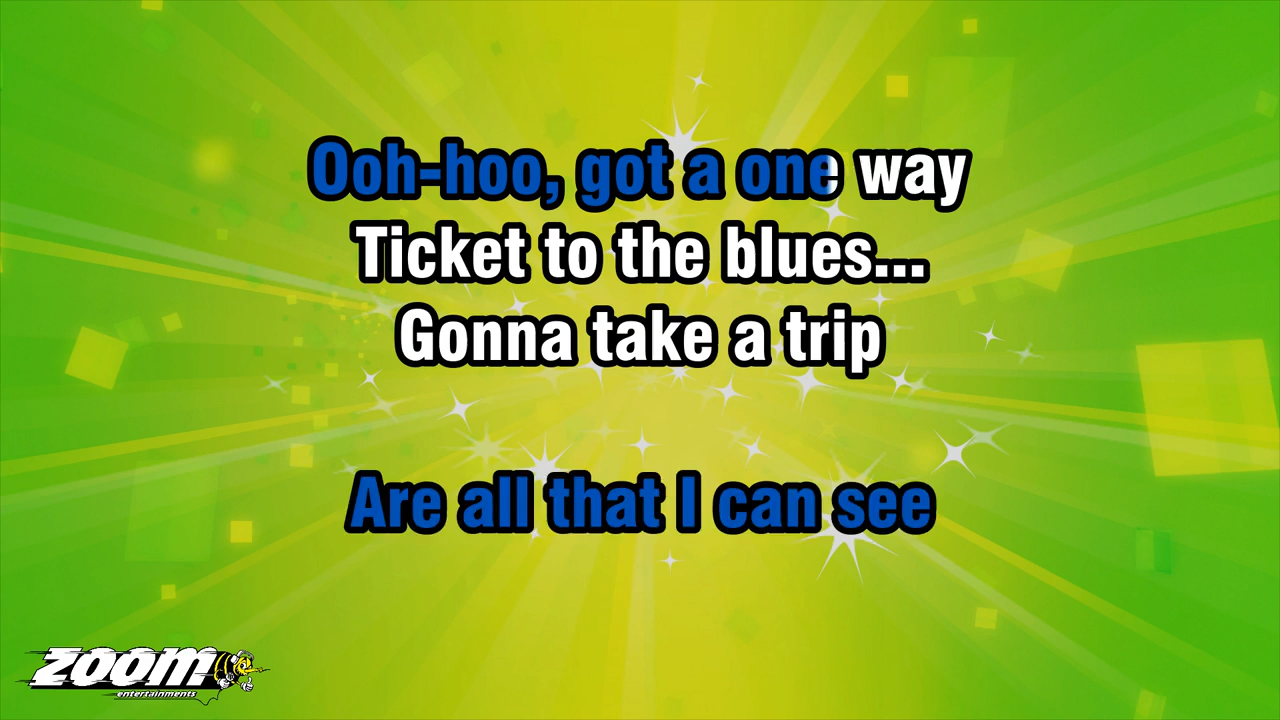 Ooh-hoo, got a one way
Ticket to the blues...
Gonna take a trip
Are all that I can see
zoom
entertainments